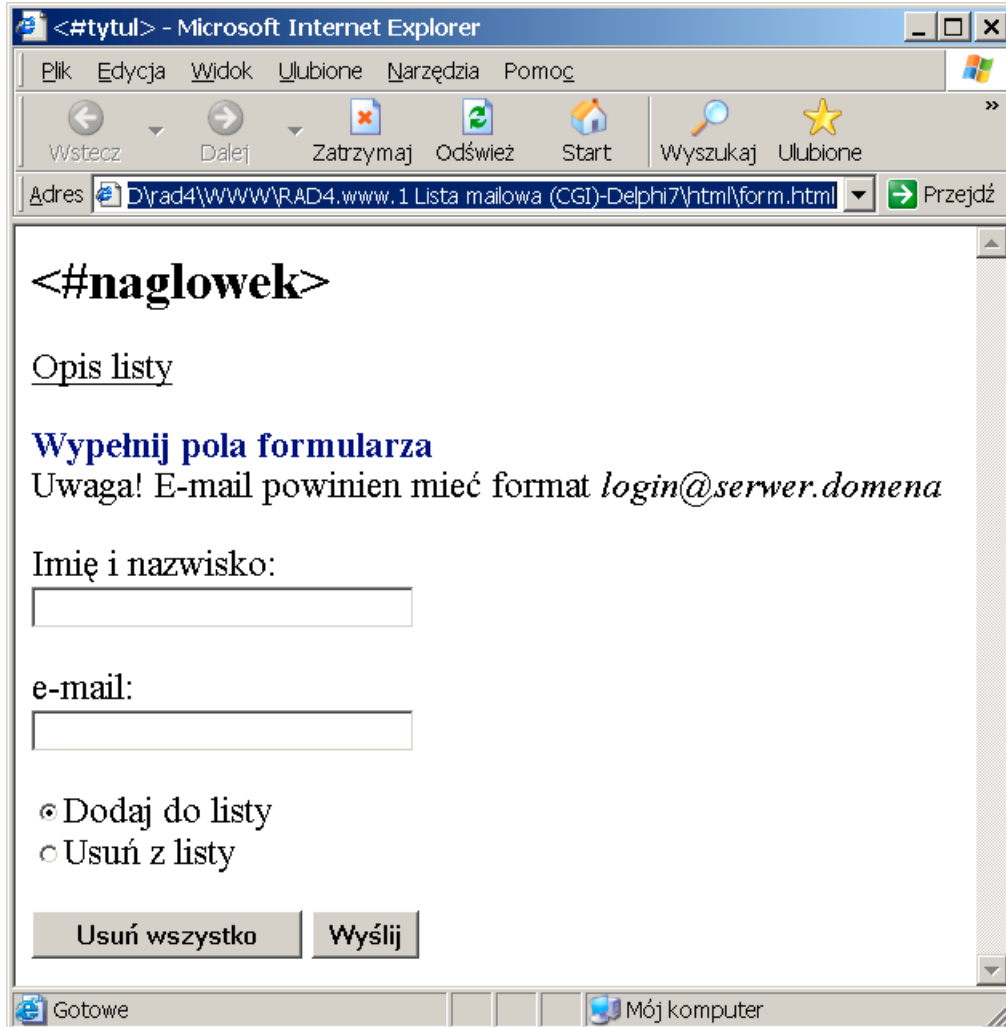 <#tytul> - Microsoft Internet Explorer
Plik Edycja Widok Ulubione Narzędzia Pomoc
»
Wstecz Dalej Zatrzymaj Odśwież Start Wyszukaj Ulubione
Adres D\rad4\WWW\RAD4.www.1 Lista mailowa (CGI)-Delphi7\html\form.html Przejdź
<#naglowek>
Opis listy
Wypełnij pola formularza
Uwaga! E-mail powinien mieć format login@serwer.domena
Imię i nazwisko:
e-mail:
Dodaj do listy
Usuń z listy
Usuń wszystko Wyślij
Gotowe Mój komputer